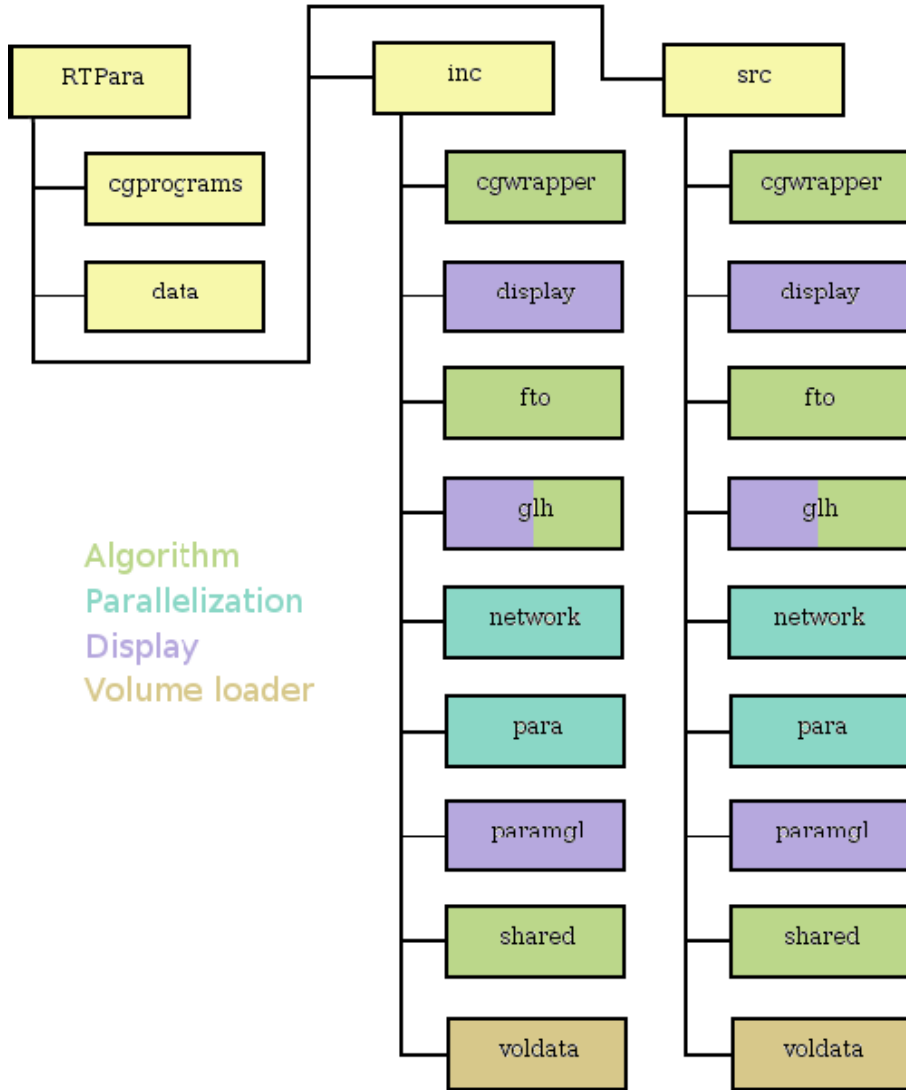 RTPara
cgprograms
data
inc
cgwrapper
display
fto
glh
network
para
paramgl
shared
voldata
src
cgwrapper
display
fto
glh
network
para
paramgl
shared
voldata
Algorithm
Parallelization
Display
Volume loader